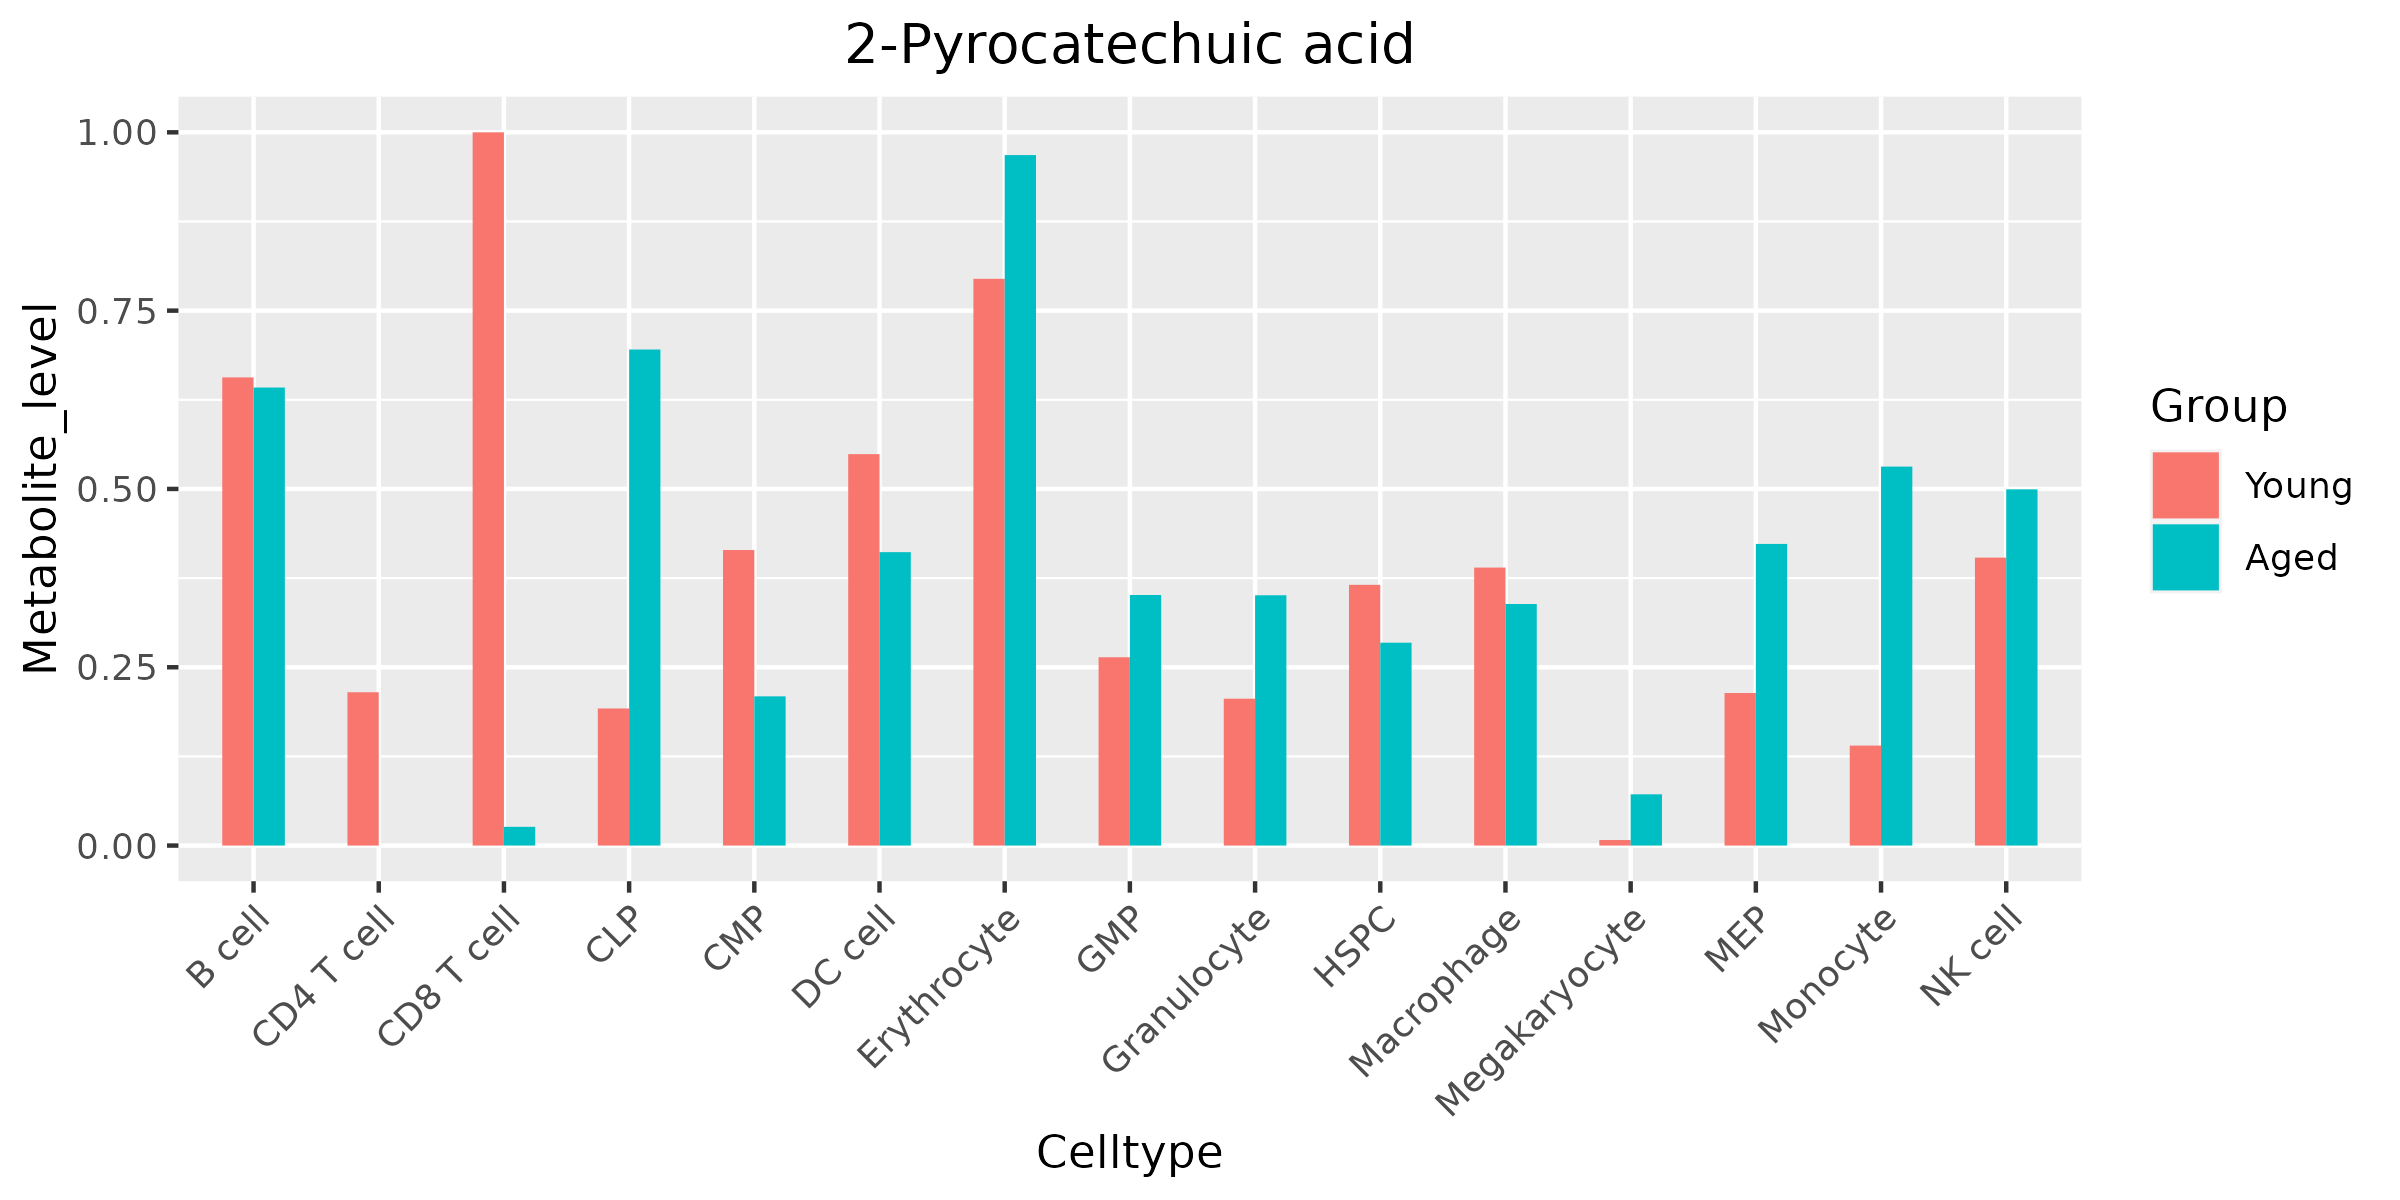 2-Pyrocatechuic acid
Metabolite_level
1.00
0.75
0.50
0.25
0.00
B cell
CD4 T cell
CD8 T cell
CLP
CMP
DC cell
Erythrocyte
GMP
Granulocyte
HSPC
Macrophage
Megakaryocyte
MEP
Monocyte
NK cell
Celltype
Group
Young
Aged